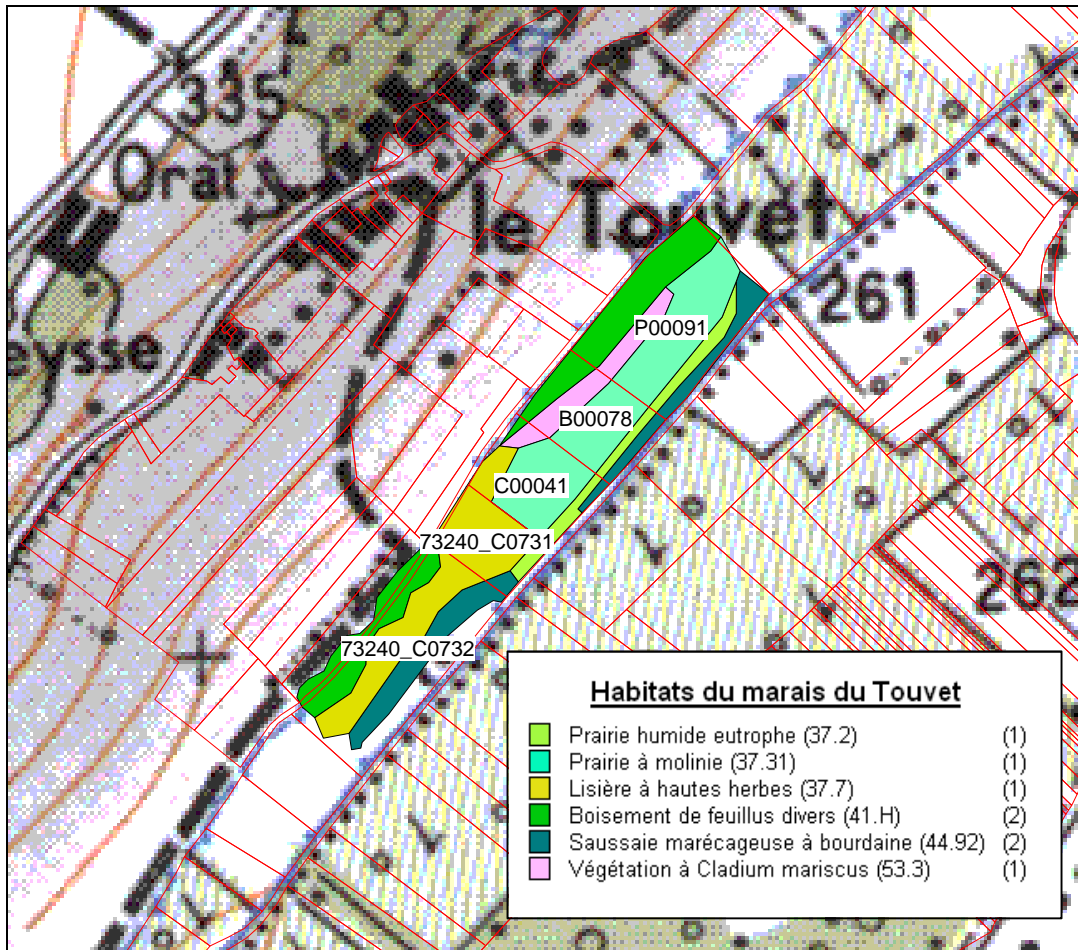 335
Orat
le Touvet
261
eysse
P00091
B00078
C00041
73240_C0731
262
73240_C0732
Habitats du marais du Touvet
Prairie humide eutrophe (37.2) (1)
Prairie à molinie (37.31) (1)
Lisière à hautes herbes (37.7) (1)
Boisement de feuillus divers (41.H) (2)
Saussaie marécageuse à bourdaine (44.92) (2)
Végétation à Cladium mariscus (53.3) (1)